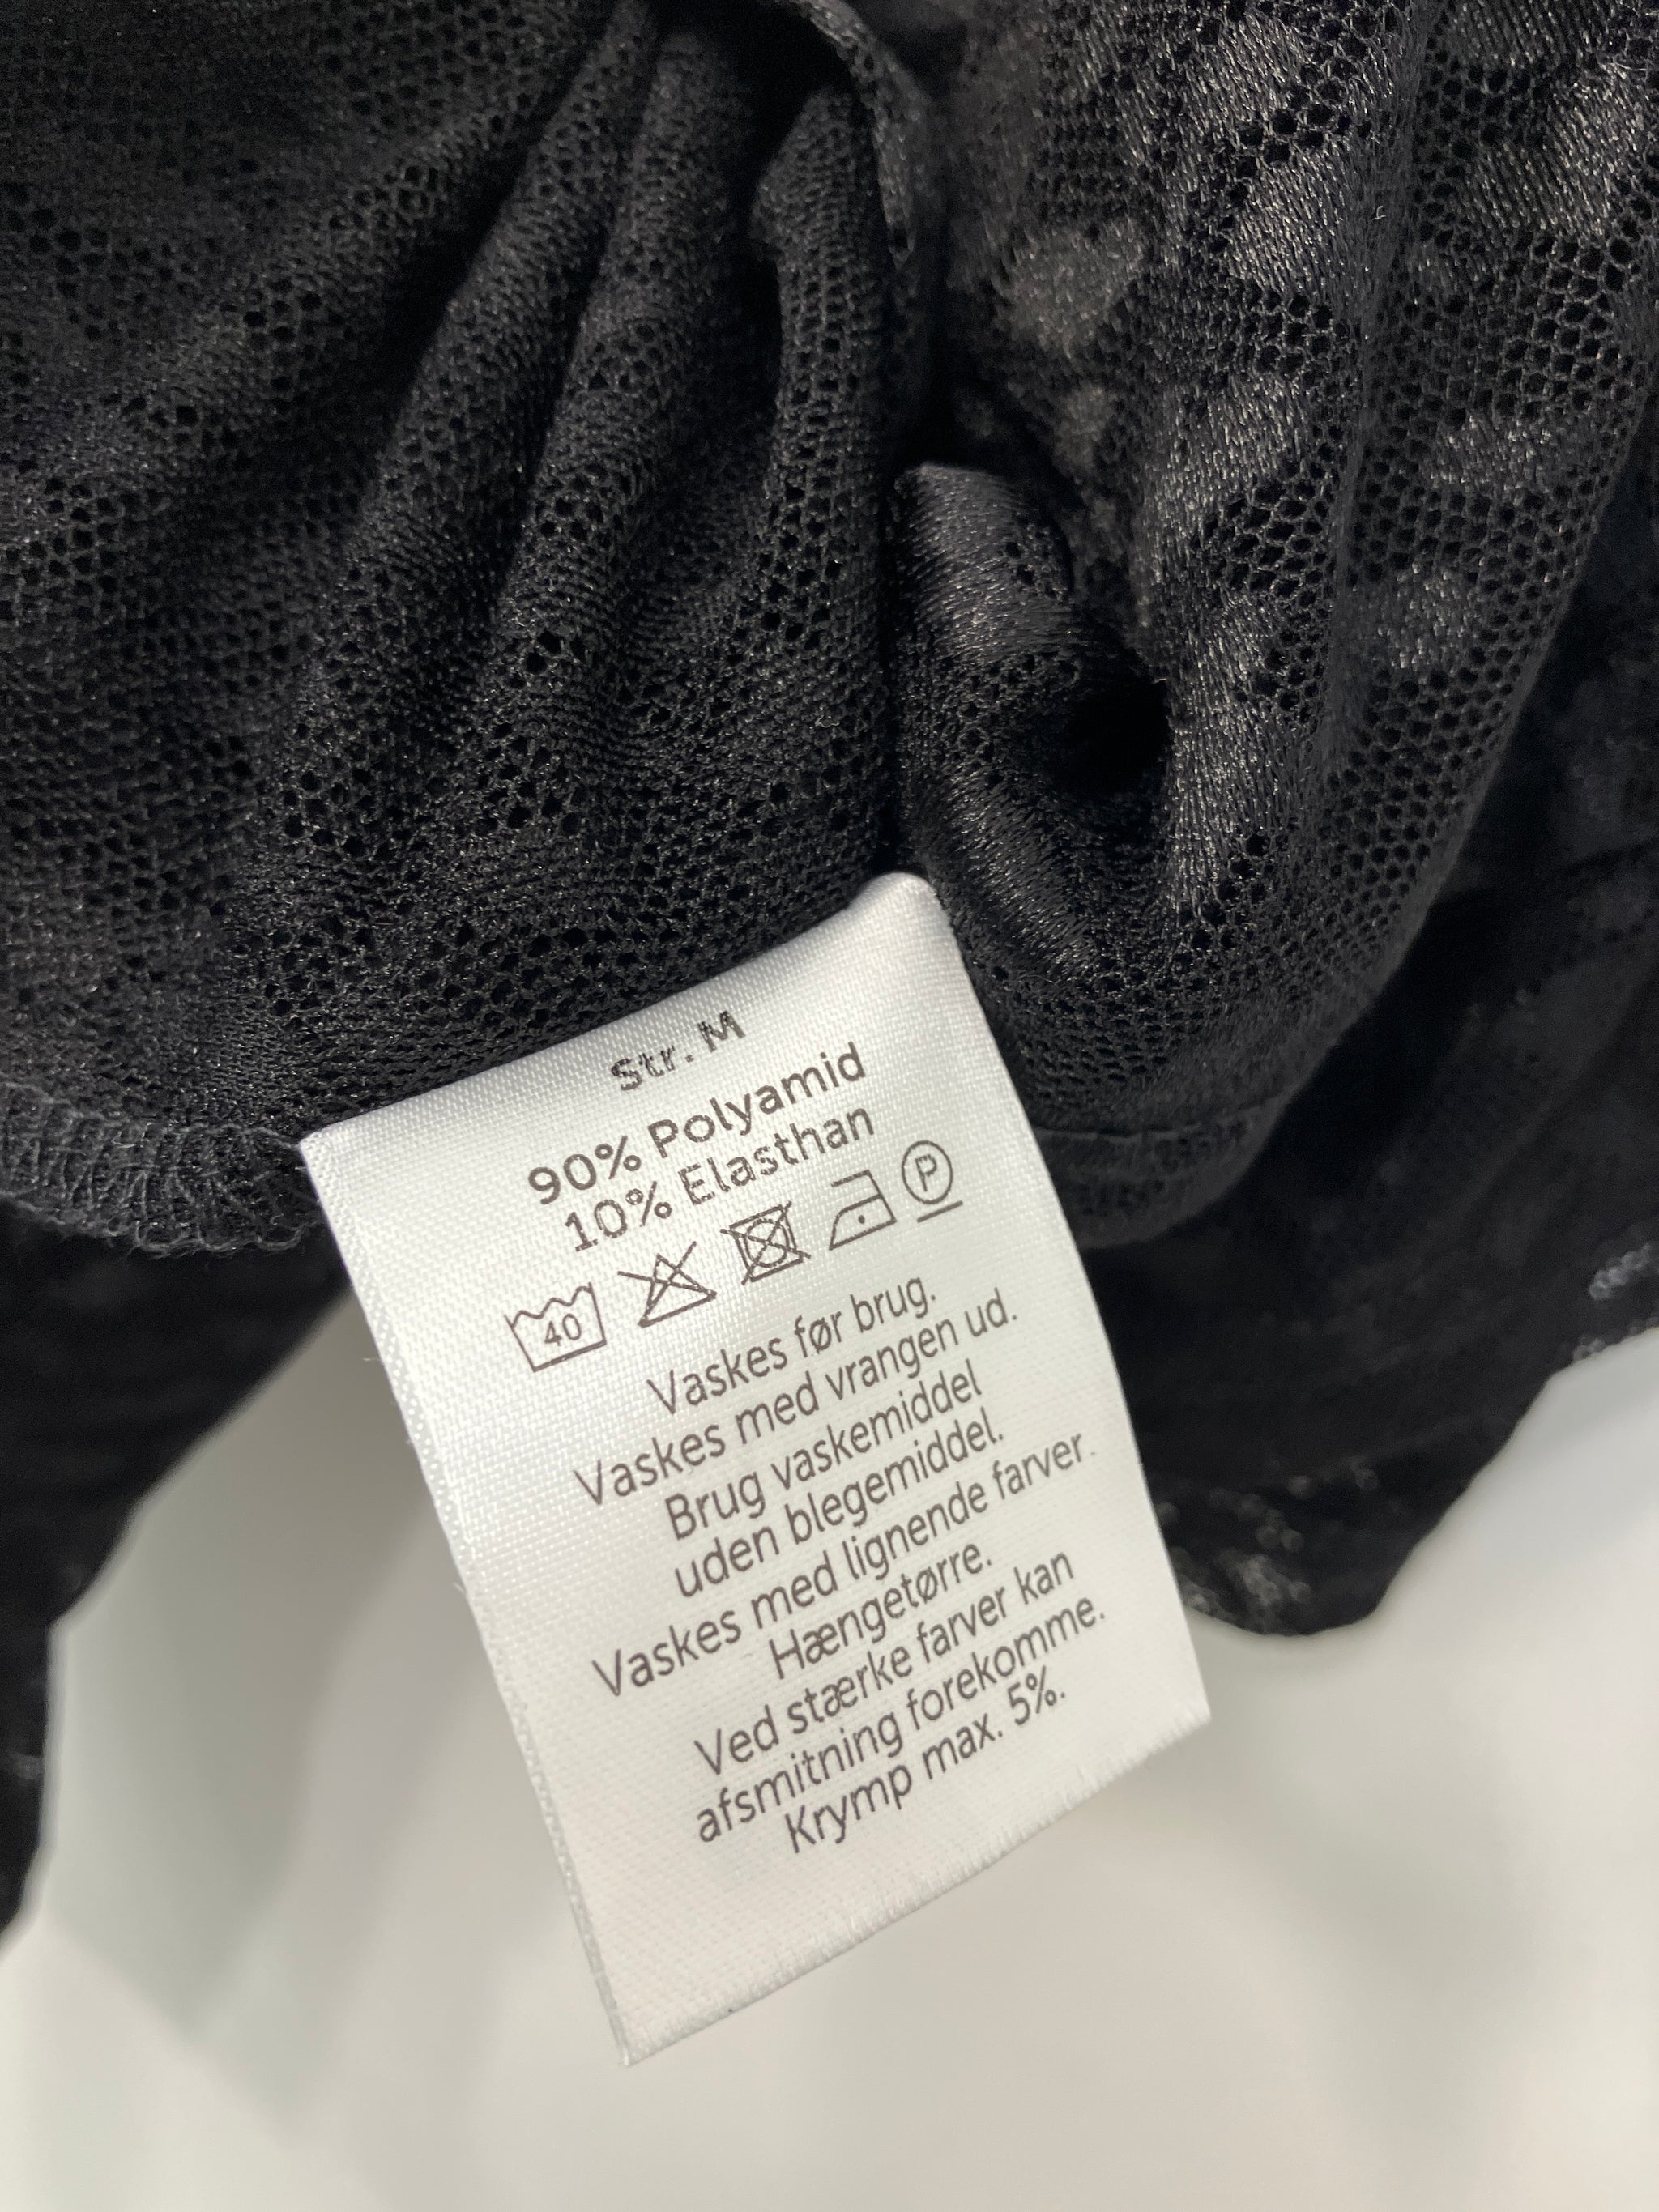 Str. M
90% Polyamid
10% Elasthan
40 P
Vaskes før brug.
Vaskes med vrangen ud.
Brug vaskemiddel
uden blegemiddel.
Vaskes med lignende farver.
Hængetørre.
Ved stærke farver kan
afsmitning forekomme.
Krymp max. 5%.